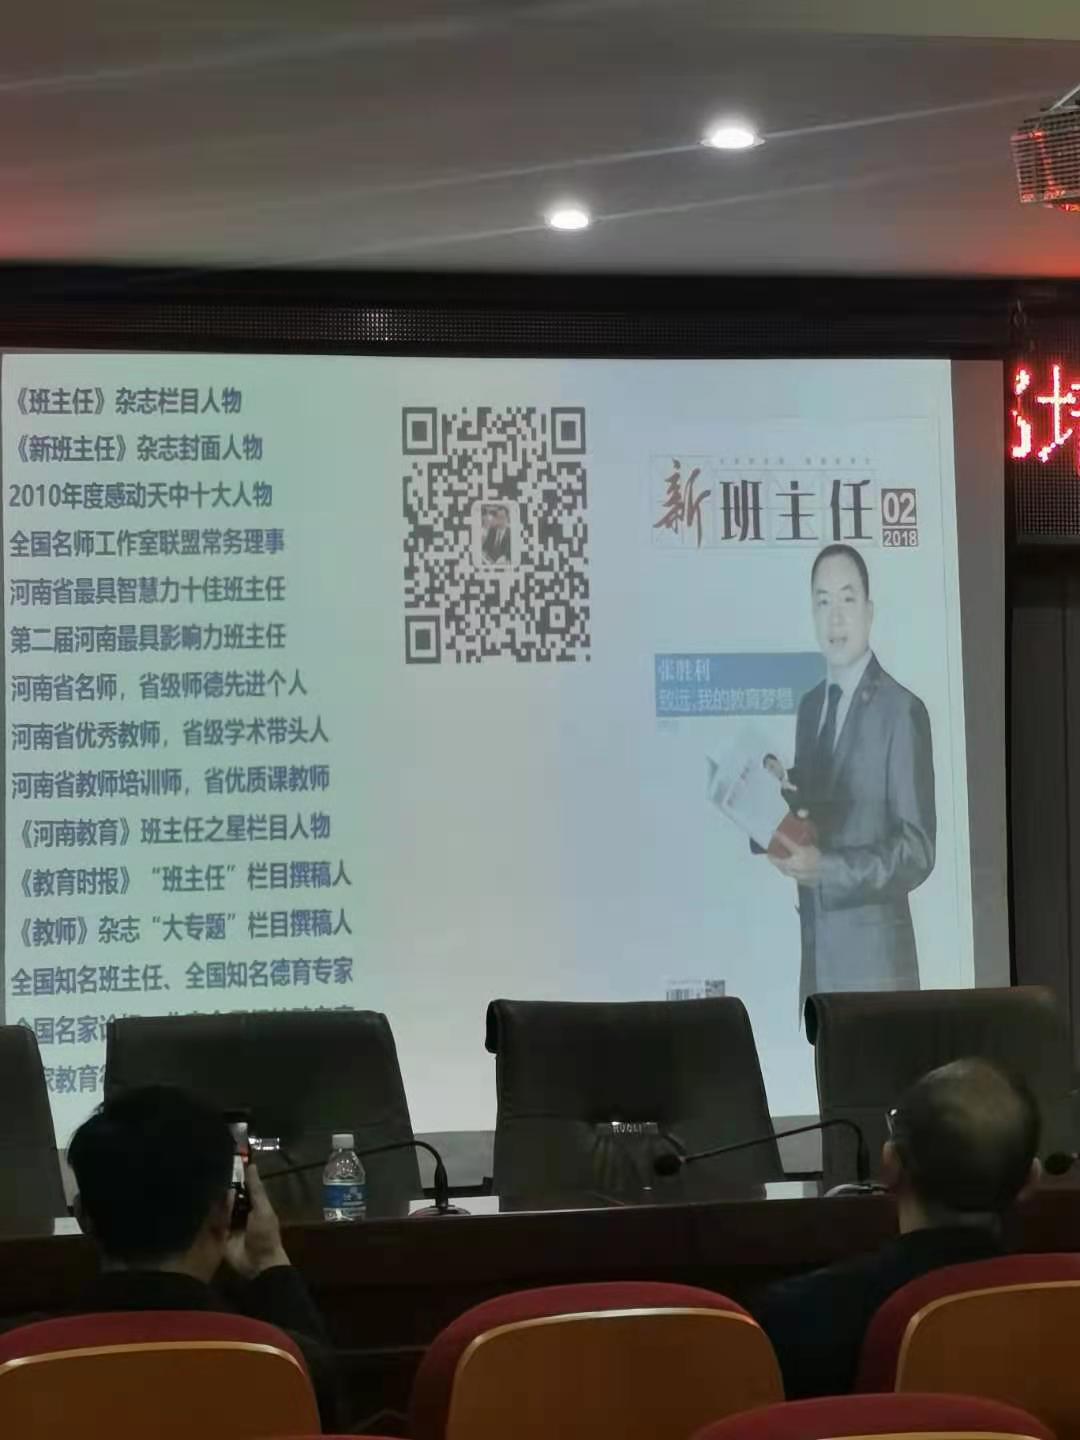 《班主任》杂志栏目人物
《新班主任》杂志封面人物
2010年度感动天中十大人物
全国名师工作室联盟常务理事
河南省最具智慧力十佳班主任
第二届河南最具影响力班主任
河南省名师，省级师德先进个人
河南省优秀教师，省级学术带头人
河南省教师培训师，省优质课教师
《河南教育》班主任之星栏目人物
《教育时报》“班主任”栏目撰稿人
《教师》杂志“大专题”栏目撰稿人
全国知名班主任、全国知名德育专家
全国名家论坛
家教育
新班主任
02
2018
张胜利
致远,我的教育梦想